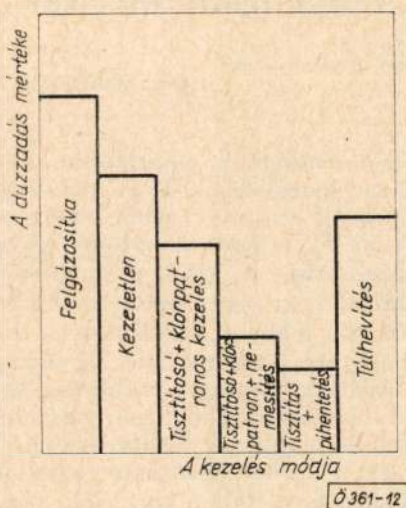 A duzzadás mértéke
Felgázosítva
Kezeletlen
Tisztítósó + klórpat-
ronos kezeles
Tisztítósó+klór
patron + ne-
mesítés
Tisztítás
+
pihentetés
Túlhevítés
A kezelés módja
Ö 361-12